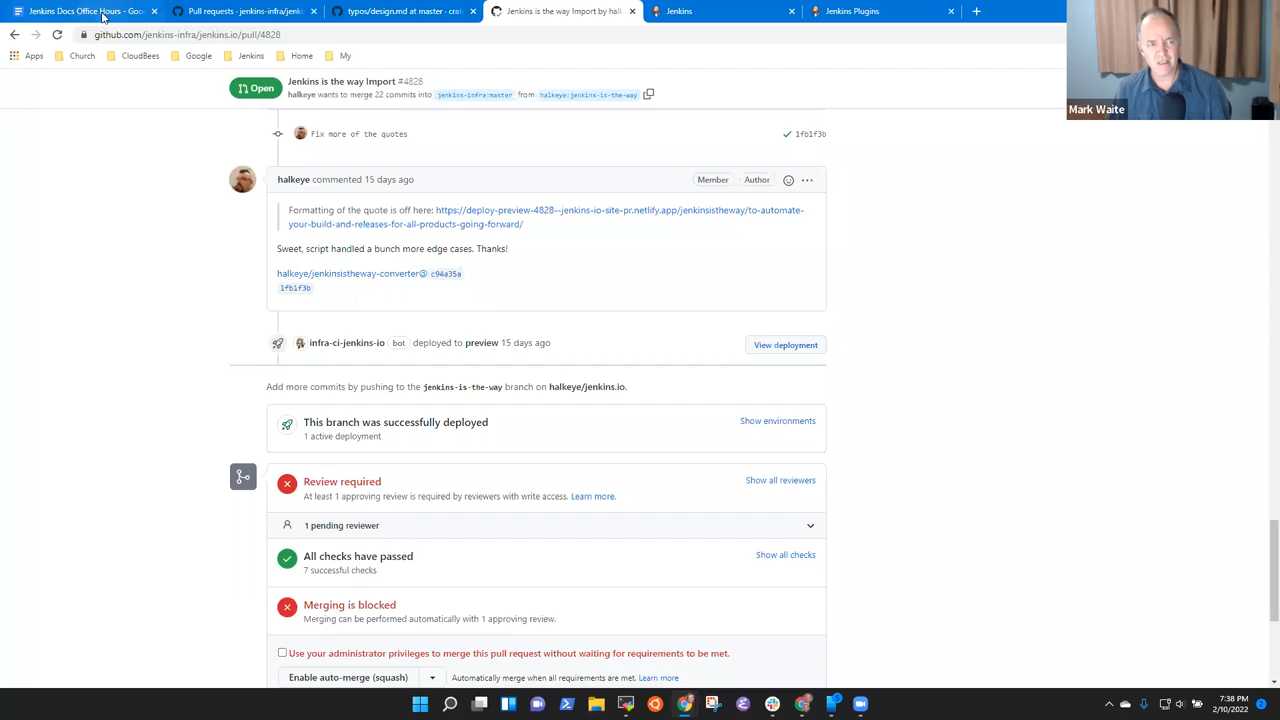 Jenkins Docs Office Hours - Goo
Pull requests · jenkins-infra/jenki
typos/design.md at master · crat
Jenkins is the way Import by hal
Jenkins
Jenkins Plugins
github.com/jenkins-infra/jenkins.io/pull/4828
Apps
Church
CloudBees
Google
Jenkins
Home
My
Mark Waite
Open
Jenkins is the way Import #4828
halkeye wants to merge 22 commits into jenkins-infra:master from halkeye:jenkins-is-the-way
Fix more of the quotes
1fb1f3b
halkeye commented 15 days ago
Member
Author
Formatting of the quote is off here: https://deploy-preview-4828--jenkins-io-site-pr.netlify.app/jenkinsistheway/to-automate-
your-build-and-releases-for-all-products-going-forward/
Sweet, script handled a bunch more edge cases. Thanks!
halkeye/jenkinsistheway-converter@ c94a35a
1fb1f3b
infra-ci-jenkins-io bot deployed to preview 15 days ago
View deployment
Add more commits by pushing to the jenkins-is-the-way branch on halkeye/jenkins.io.
This branch was successfully deployed
1 active deployment
Show environments
Review required
At least 1 approving review is required by reviewers with write access. Learn more.
Show all reviewers
1 pending reviewer
All checks have passed
7 successful checks
Show all checks
Merging is blocked
Merging can be performed automatically with 1 approving review.
Use your administrator privileges to merge this pull request without waiting for requirements to be met.
Enable auto-merge (squash)
Automatically merge when all requirements are met. Learn more
7:38 PM
2/10/2022